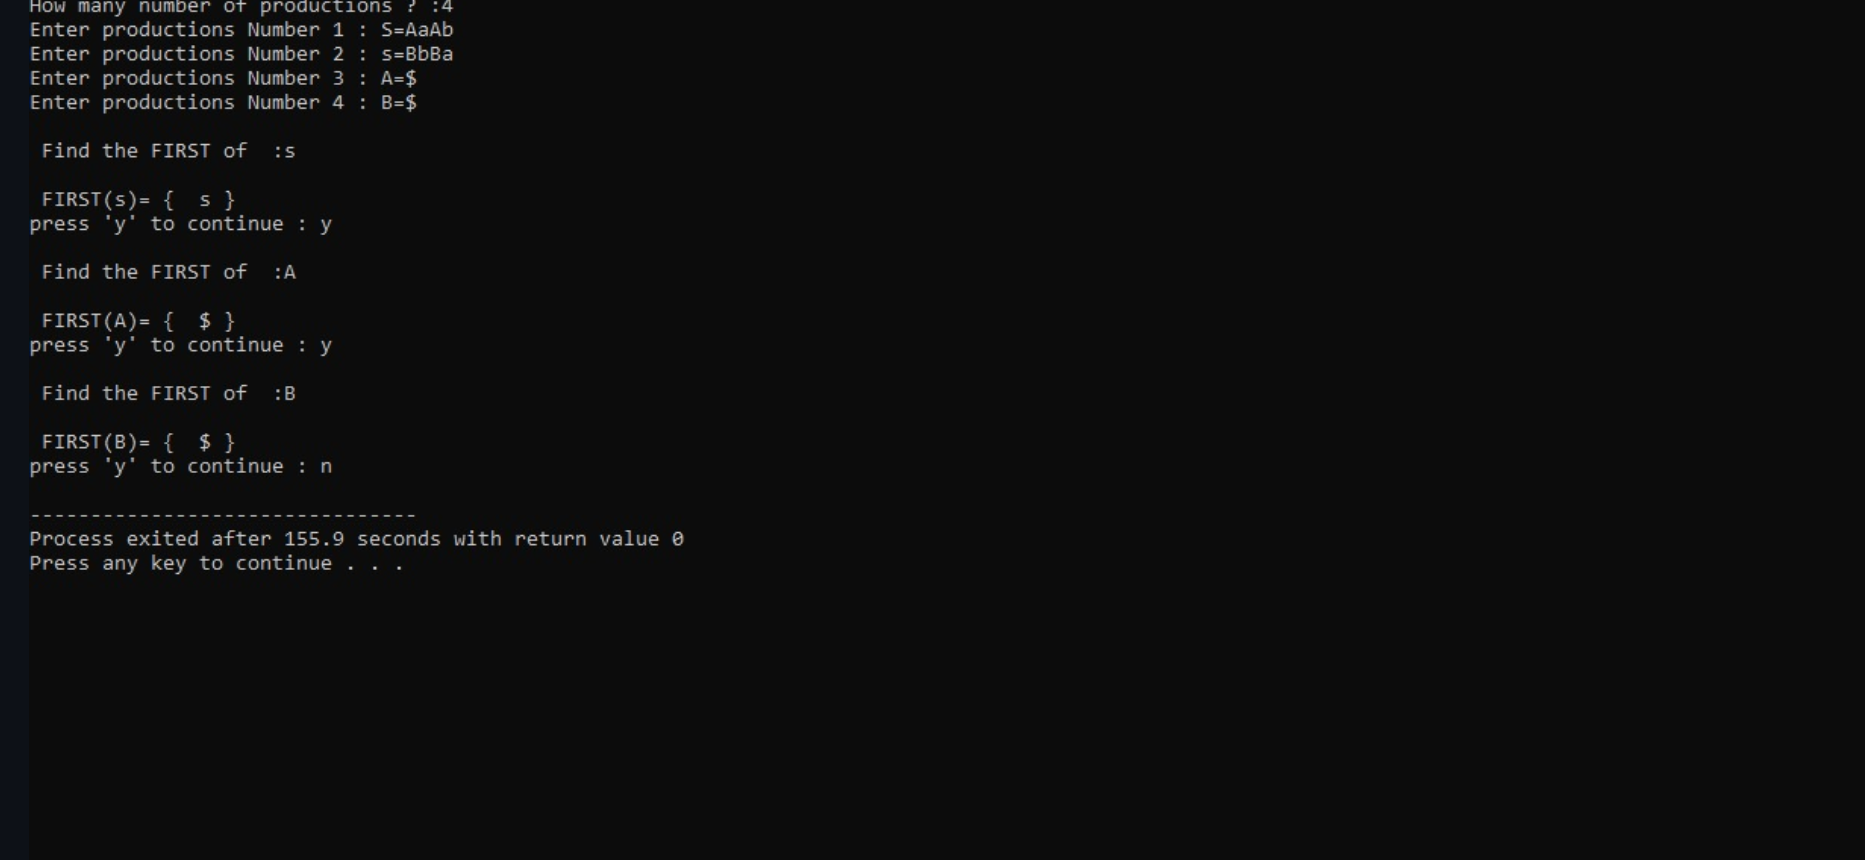 How many number of productions ? :4
Enter productions Number 1 : S=AaAb
Enter productions Number 2 : s=BbBa
Enter productions Number 3 : A=$
Enter productions Number 4 : B=$
Find the FIRST of  :s
FIRST(s)= {  s }
press 'y' to continue : y
Find the FIRST of  :A
FIRST(A)= {  $ }
press 'y' to continue : y
Find the FIRST of  :B
FIRST(B)= {  $ }
press 'y' to continue : n
--------------------------------
Process exited after 155.9 seconds with return value 0
Press any key to continue . . .